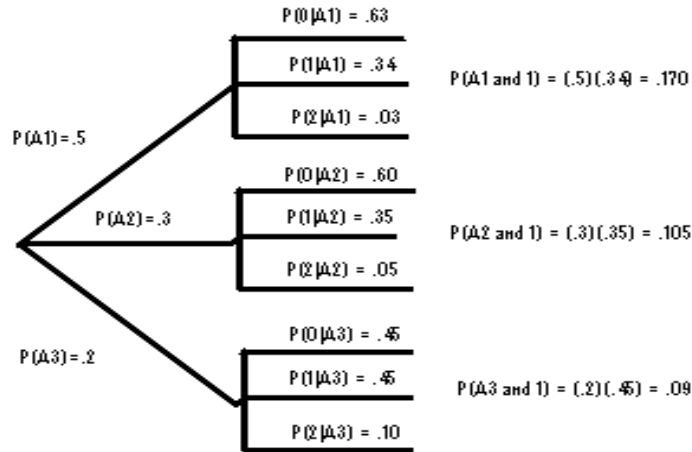 P(0|A1) = .63
P(1|A1) = .34
P(A1 and 1) = (.5)(.34) = .170
P(2|A1) = .03
P(A1)=.5
P(0|A2) = .60
P(A2)=.3
P(1|A2) = .35
P(A2 and 1) = (.3)(.35) = .105
P(2|A2) = .05
P(0|A3) = .45
P(A3)=.2
P(1|A3) = .45
P(A3 and 1) = (.2)(.45) = .09
P(2|A3) = .10